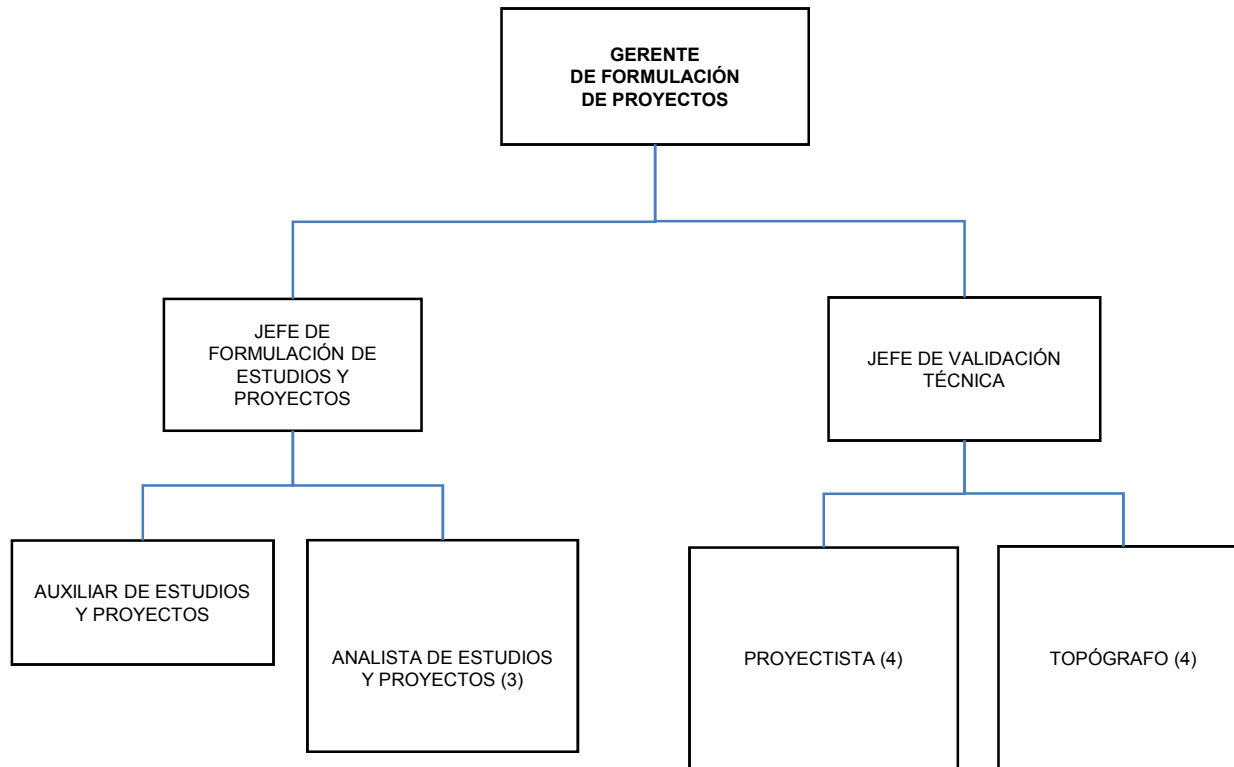 GERENTE
DE FORMULACIÓN
DE PROYECTOS
JEFE DE
FORMULACIÓN DE
ESTUDIOS Y
PROYECTOS
JEFE DE VALIDACIÓN
TÉCNICA
AUXILIAR DE ESTUDIOS
Y PROYECTOS
ANALISTA DE ESTUDIOS
Y PROYECTOS (3)
PROYECTISTA (4)
TOPÓGRAFO (4)